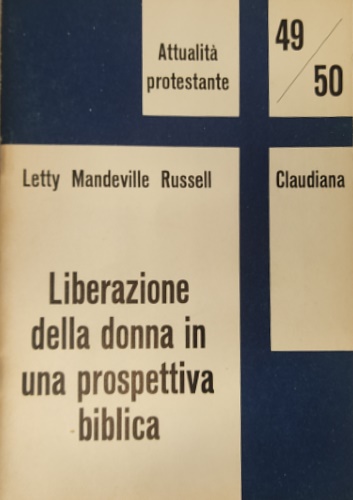 Attualità
protestante
49
50
Letty Mandeville Russell
Claudiana
Liberazione
della donna in
una prospettiva
biblica